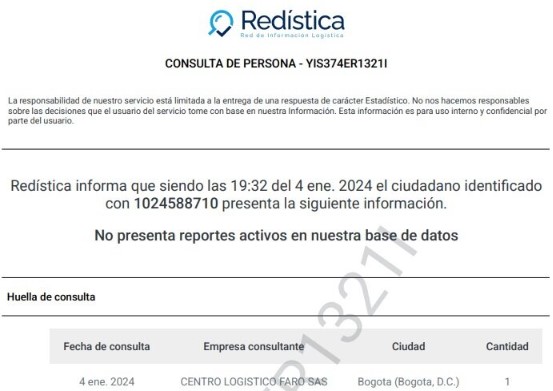 Redística
Red de Información Logística
CONSULTA DE PERSONA - YIS374ER1321I
La responsabilidad de nuestro servicio está limitada a la entrega de una respuesta de carácter Estadístico. No nos hacemos responsables
sobre las decisiones que el usuario del servicio tome con base en nuestra Información. Esta información es para uso interno y confidencial por
parte del usuario.
Redística informa que siendo las 19:32 del 4 ene. 2024 el ciudadano identificado
con 1024588710 presenta la siguiente información.
No presenta reportes activos en nuestra base de datos
Huella de consulta
Fecha de consulta Empresa consultante Ciudad Cantidad
4 ene. 2024 CENTRO LOGISTICO FARO SAS Bogota (Bogota, D.C.) 1